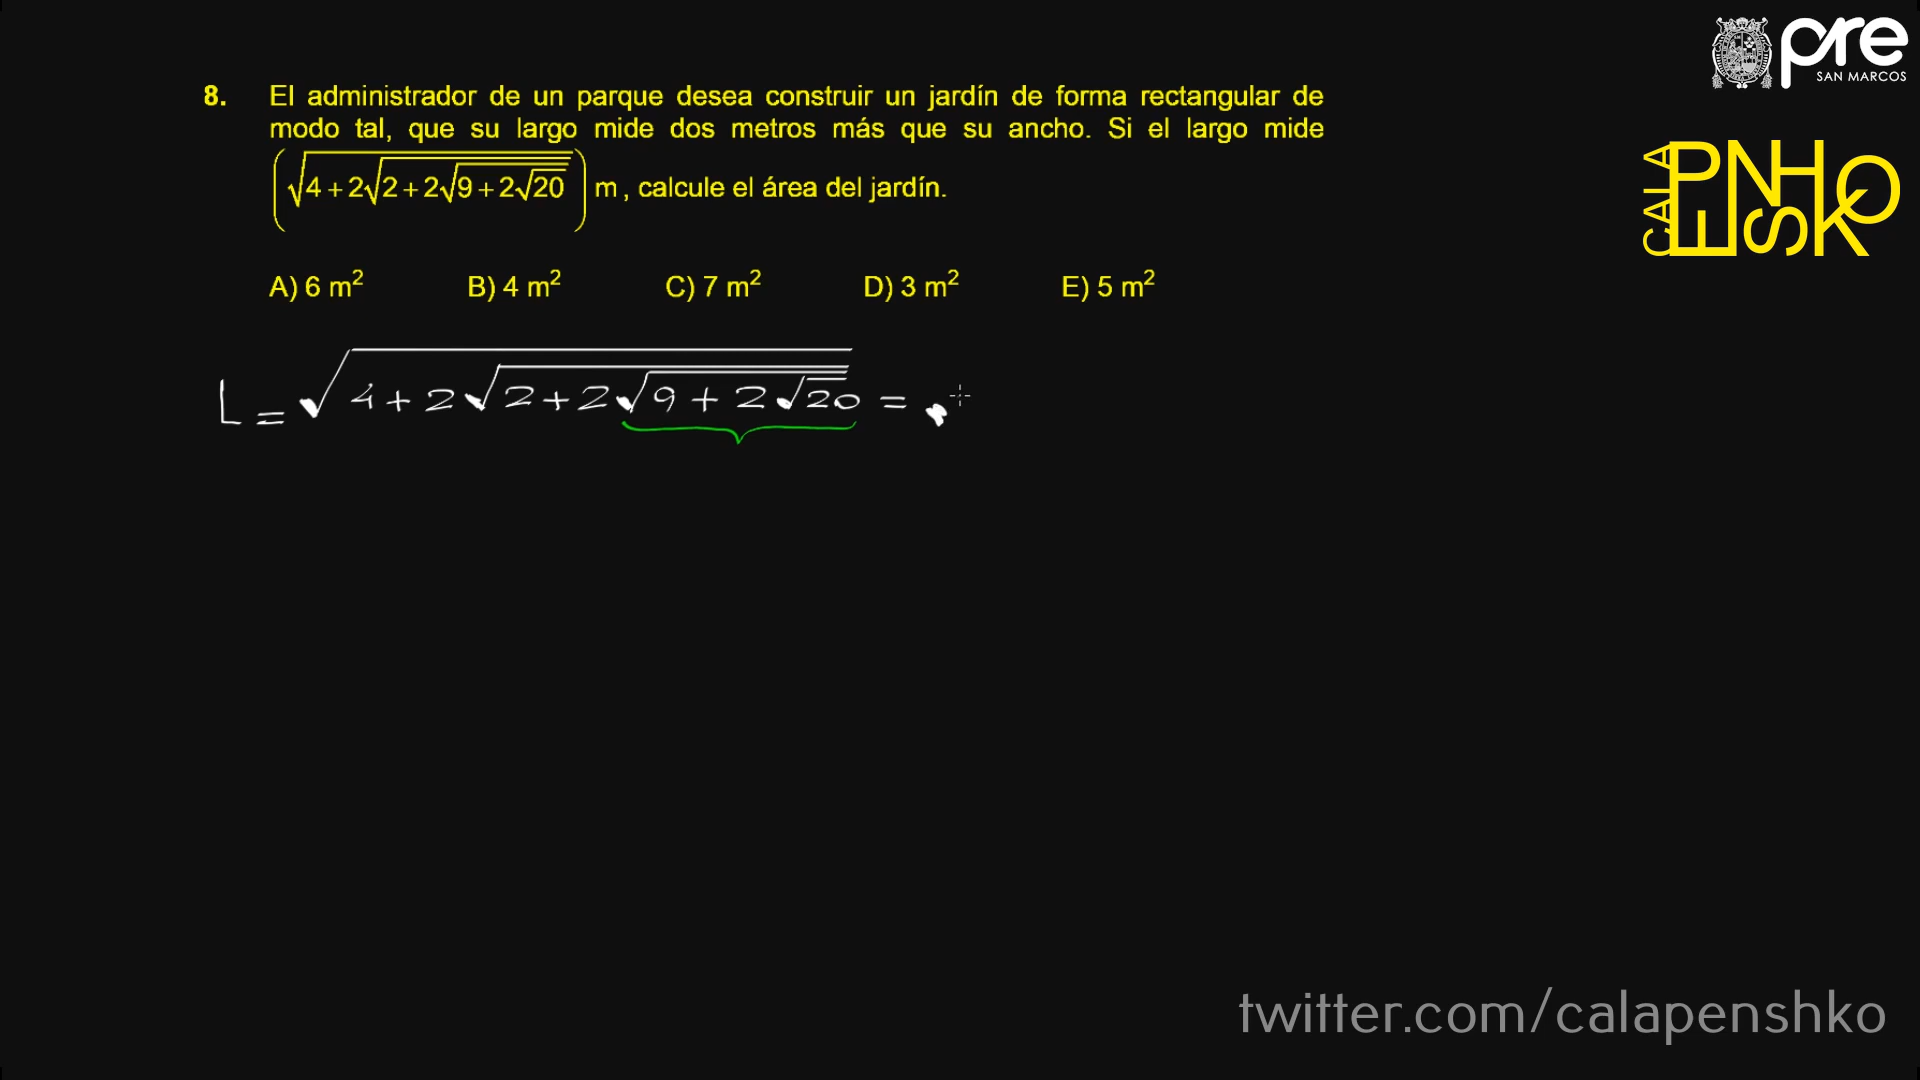 pre
SAN MARCOS
CALA
PENSHKO
8. El administrador de un parque desea construir un jardín de forma rectangular de
modo tal, que su largo mide dos metros más que su ancho. Si el largo mide
(√(4+2√(2+2√(9+2√20)))) m, calcule el área del jardín.
A) 6 m² B) 4 m² C) 7 m² D) 3 m² E) 5 m²
L = √(4+2√(2+2√(9+2√20))) =
twitter.com/calapenshko